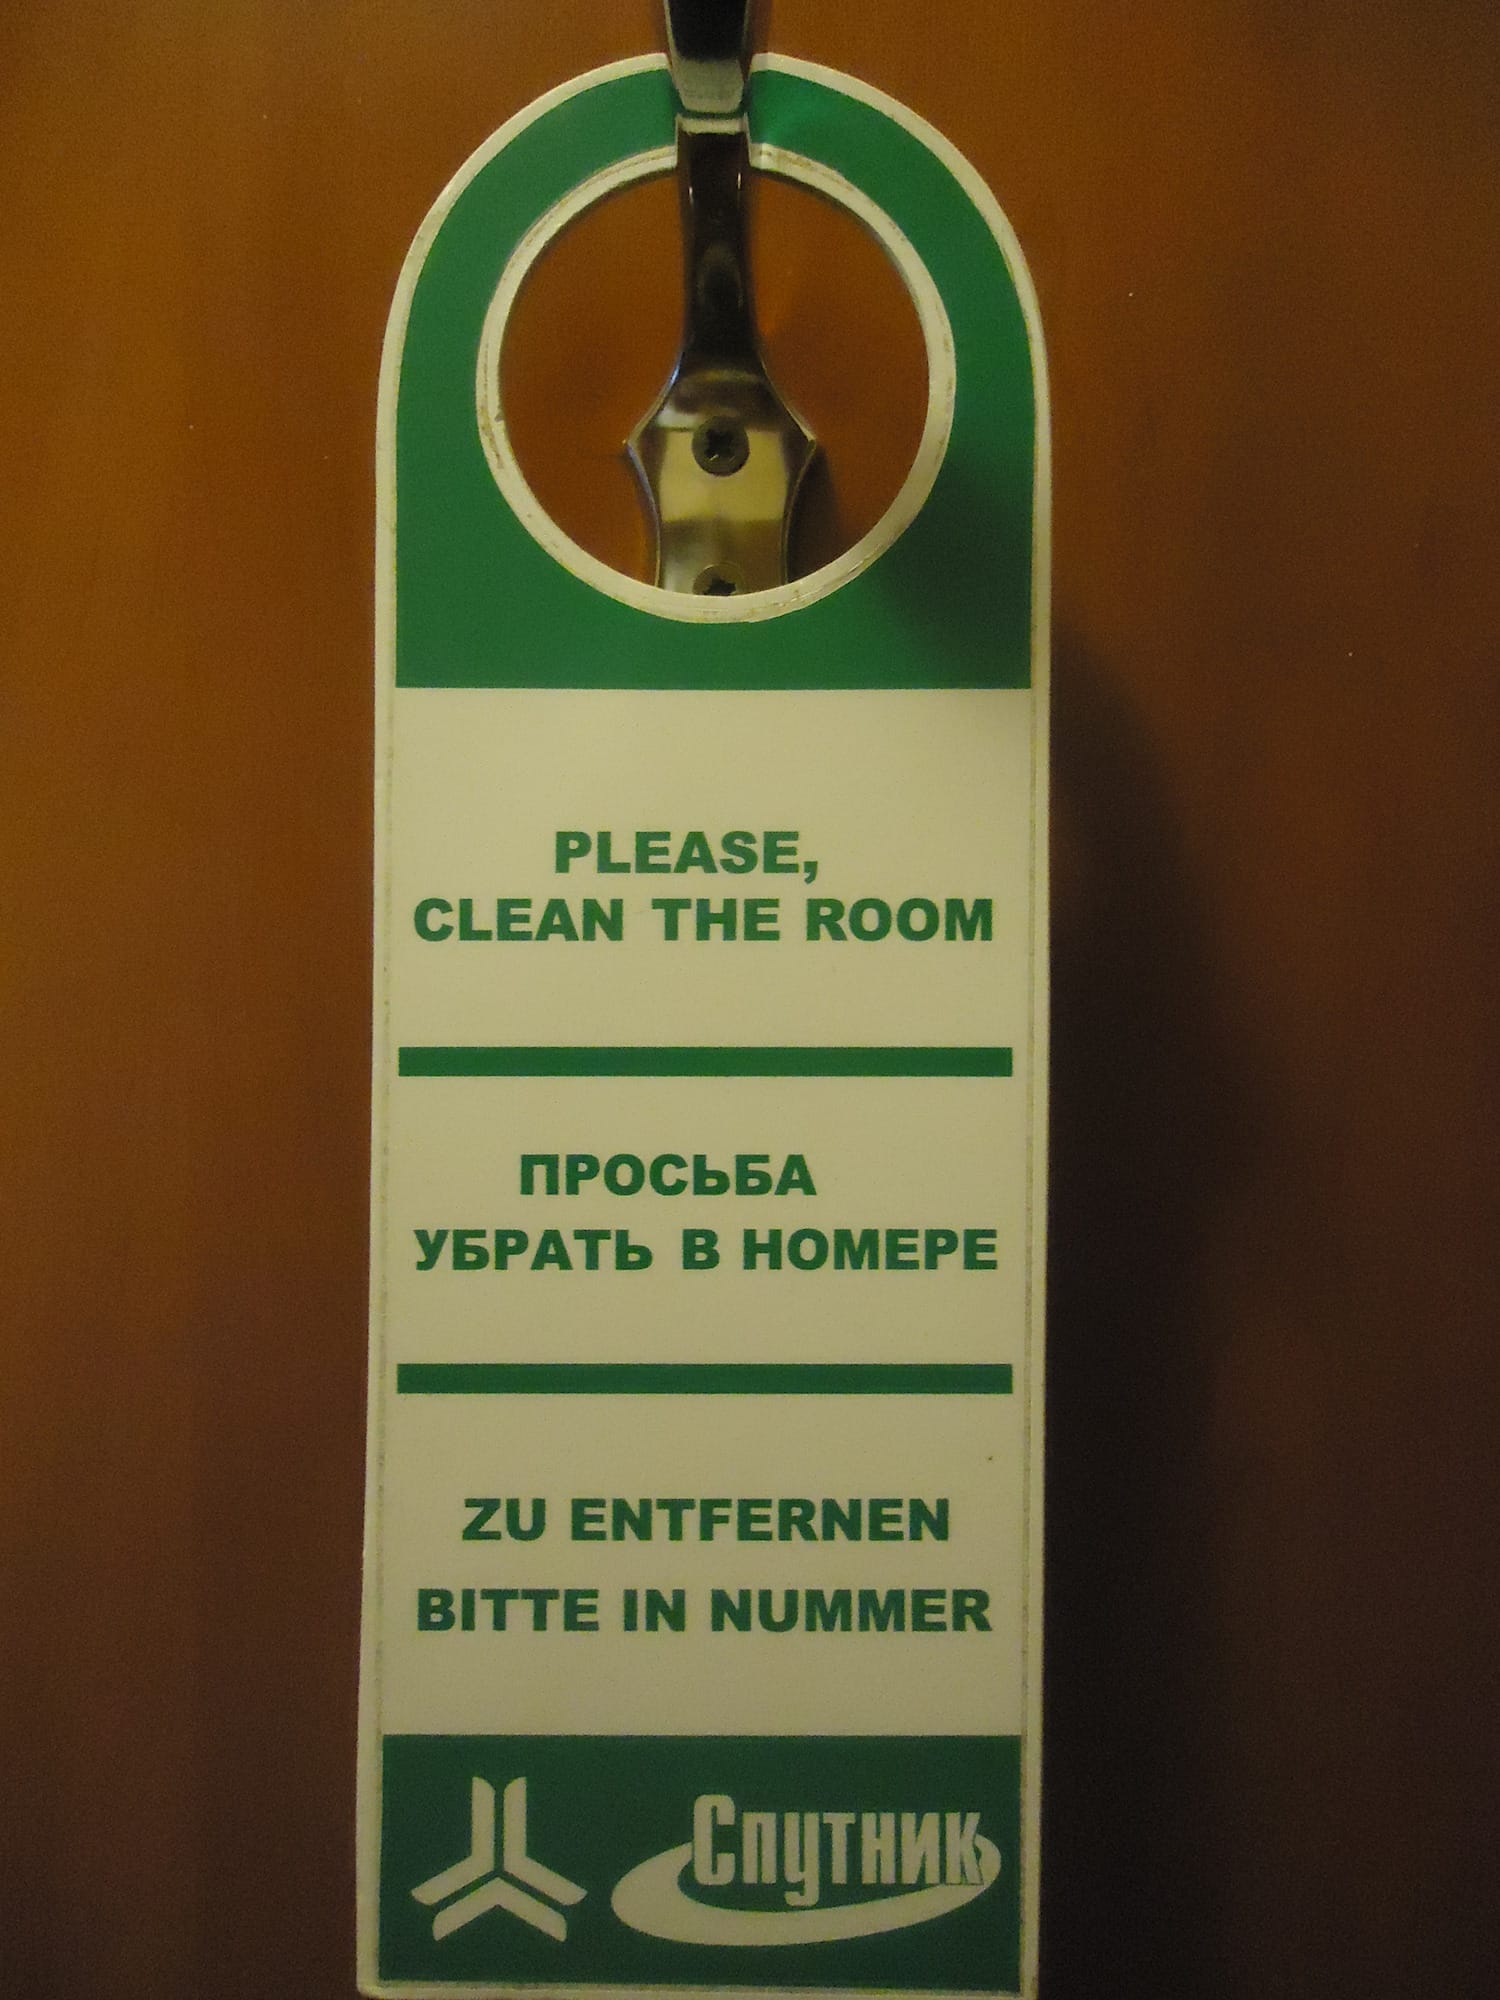 PLEASE,
CLEAN THE ROOM
ПРОСЬБА
УБРАТЬ В НОМЕРЕ
ZU ENTFERNEN
BITTE IN NUMMER
Спутник